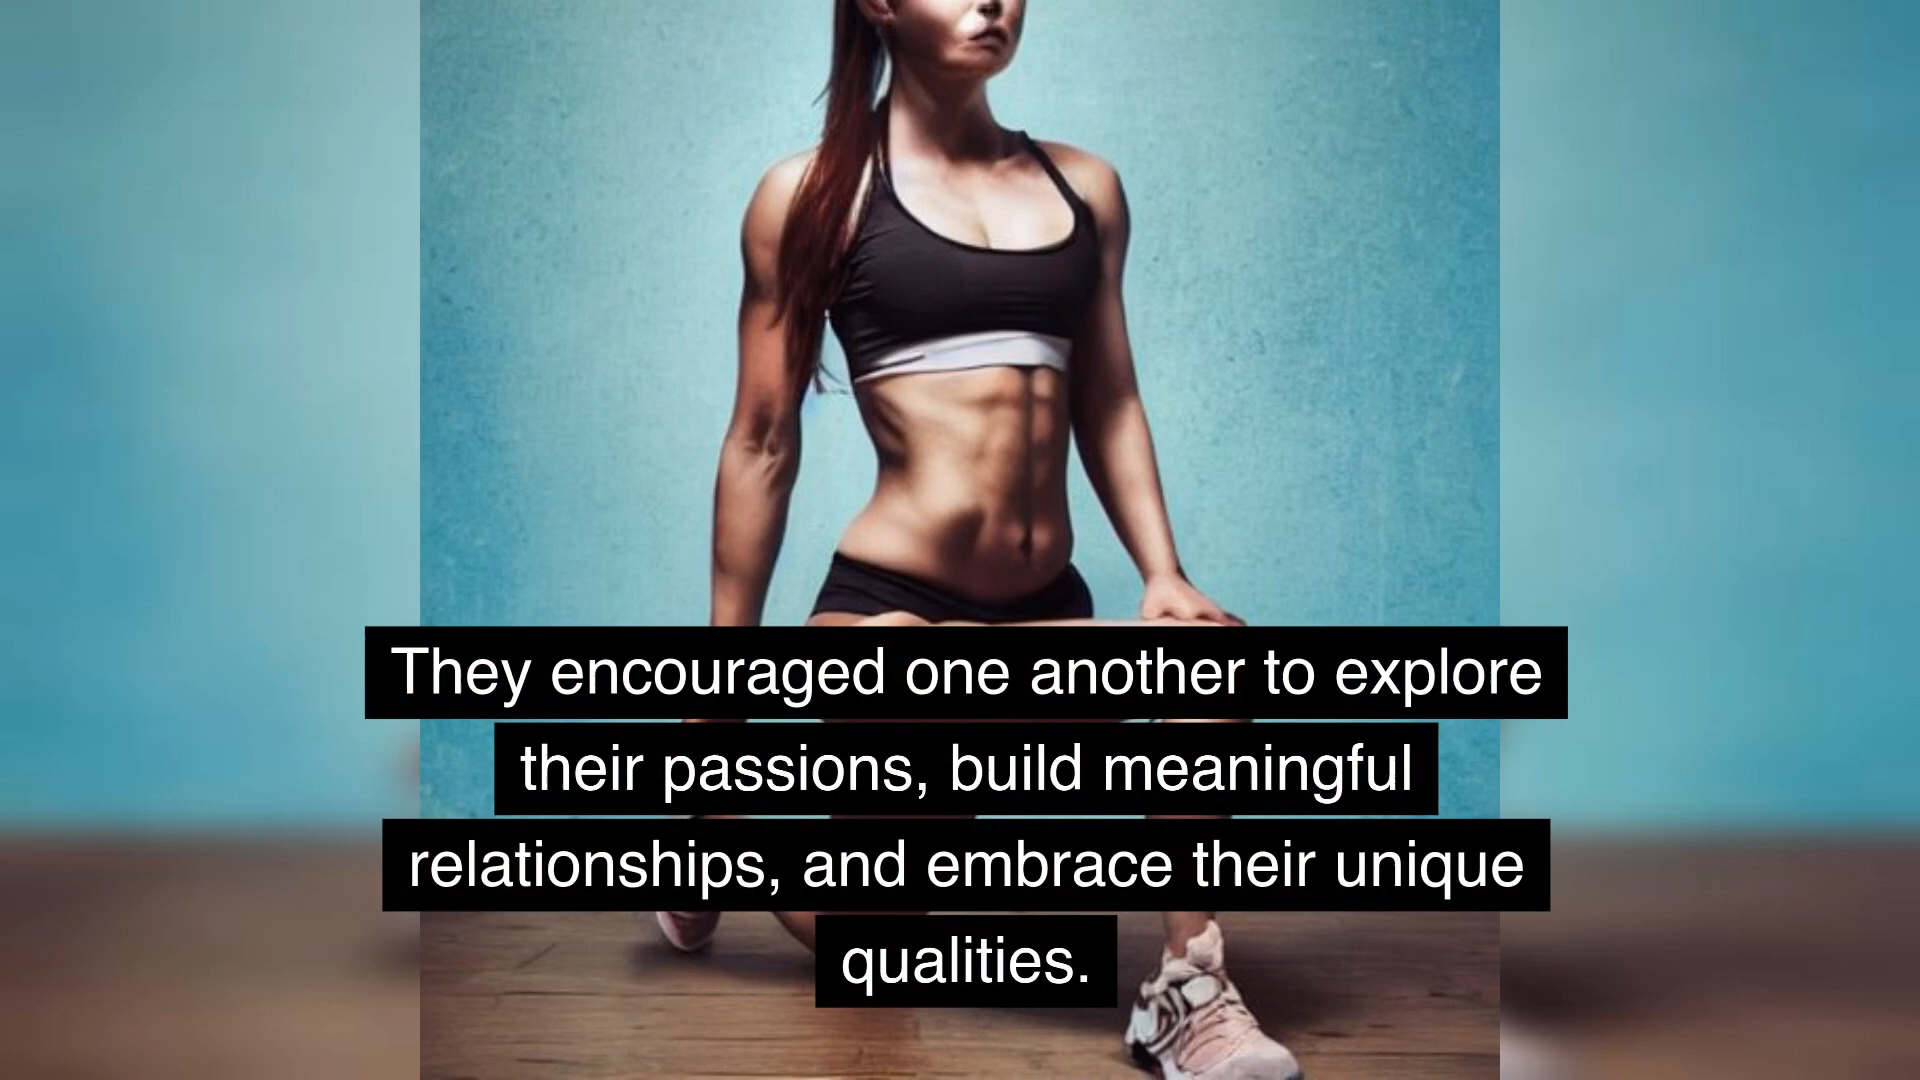 They encouraged one another to explore
their passions, build meaningful
relationships, and embrace their unique
qualities.